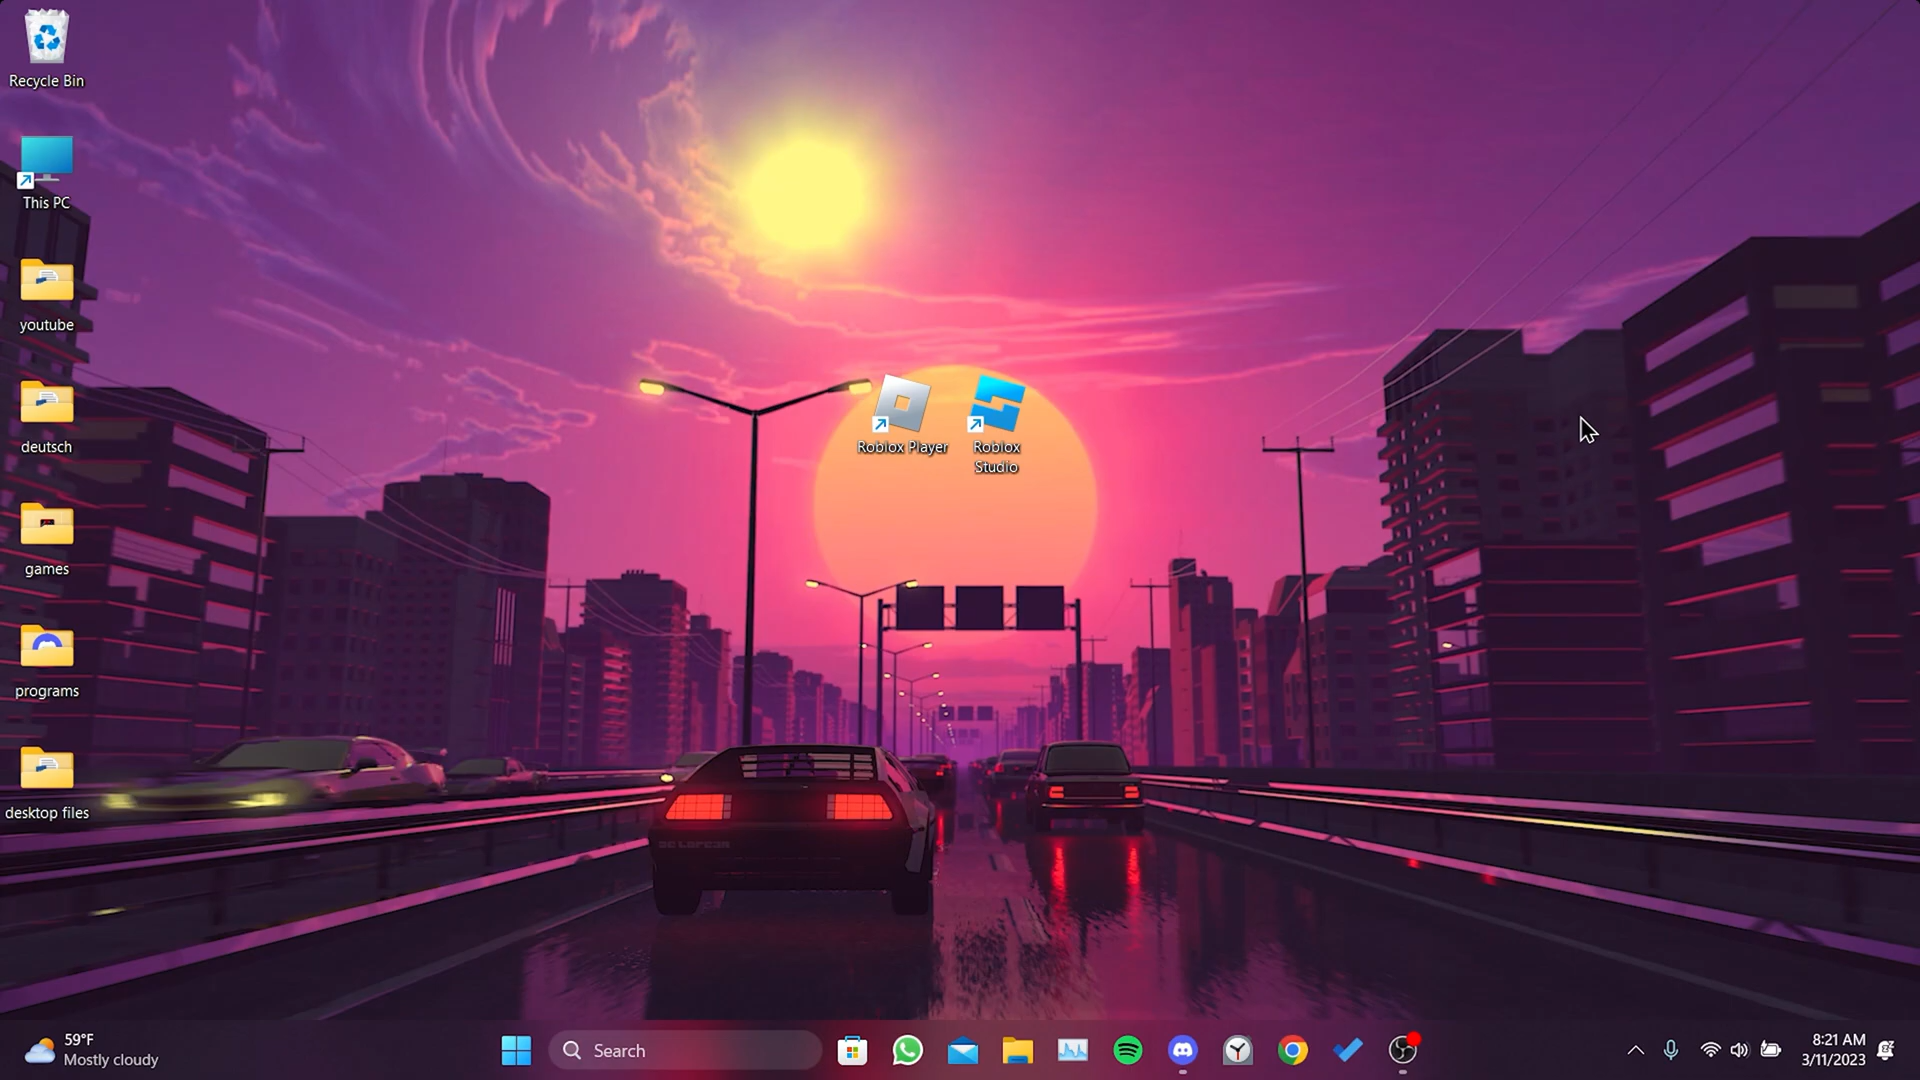 Recycle Bin
This PC
youtube
deutsch
games
programs
desktop files
Roblox Player
Roblox
Studio
59°F
Mostly cloudy
Search
8:21 AM
3/11/2023